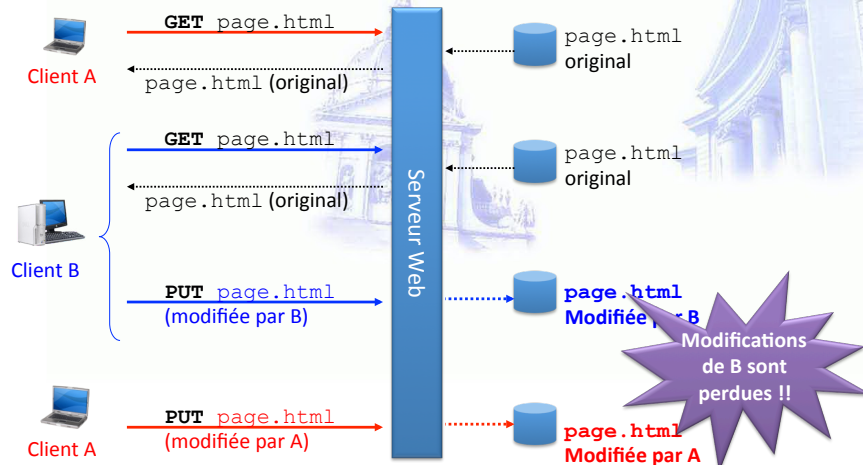 GET page.html
Client A
page.html (original)
page.html
original
GET page.html
page.html (original)
page.html
original
Client B
Serveur Web
PUT page.html
(modifiée par B)
page.html
Modifiée par B
Modifications
de B sont
perdues !!
Client A
PUT page.html
(modifiée par A)
page.html
Modifiée par A